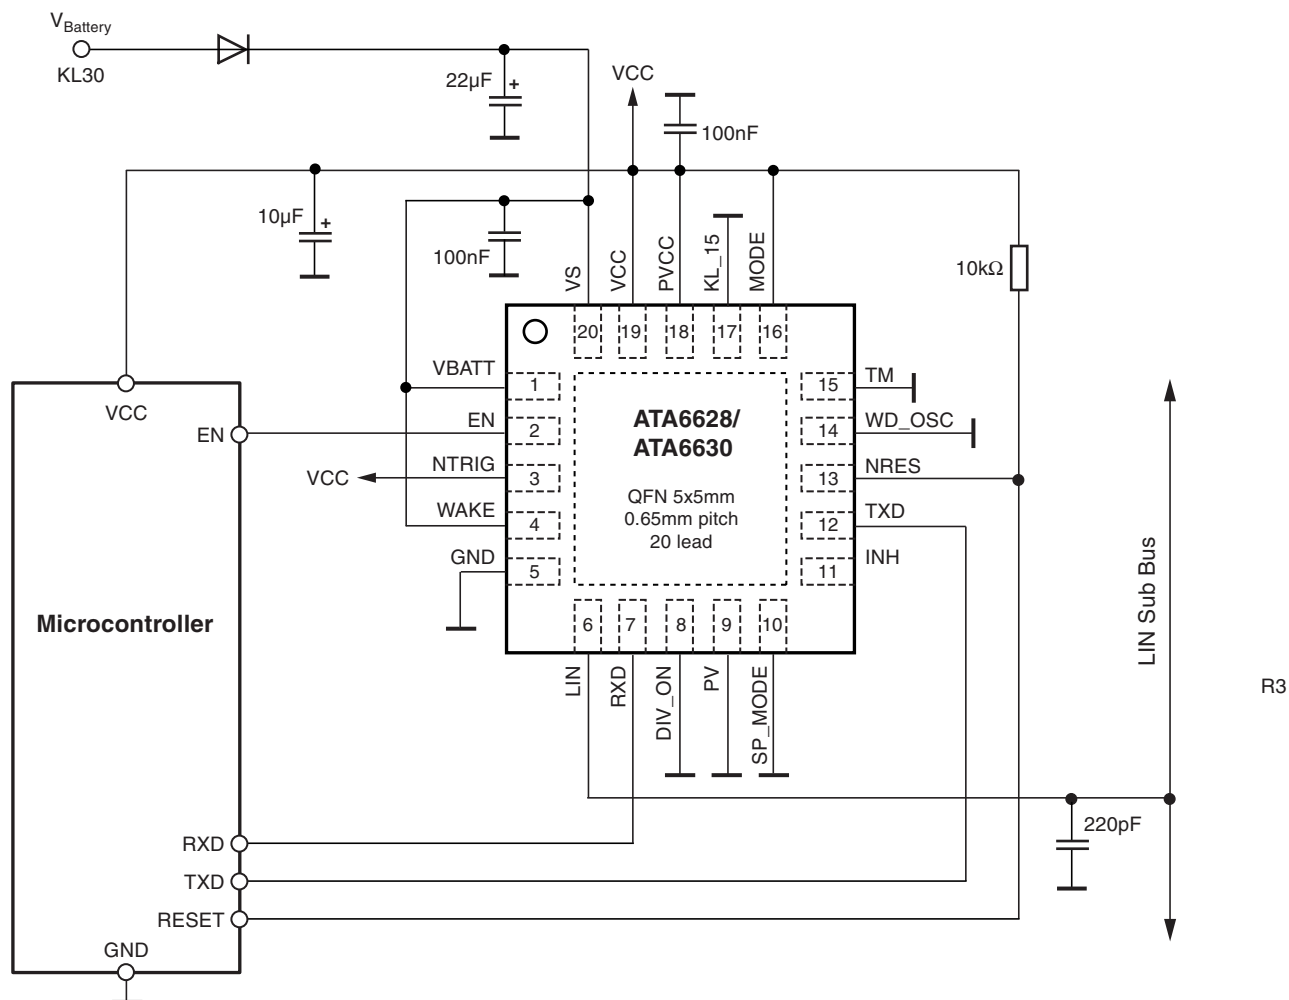 VBattery
KL30
22µF
+
VCC
100nF
10µF
+
100nF
VS
VCC
PVCC
KL_15
MODE
10kΩ
20
19
18
17
16
VBATT
1
EN
2
NTRIG
3
WAKE
4
GND
5
VCC
ATA6628/
ATA6630
QFN 5x5mm
0.65mm pitch
20 lead
15
TM
14
WD_OSC
13
NRES
12
TXD
11
INH
6
7
8
9
10
LIN
RXD
DIV_ON
PV
SP_MODE
VCC
EN
Microcontroller
RXD
TXD
RESET
GND
LIN Sub Bus
R3
220pF